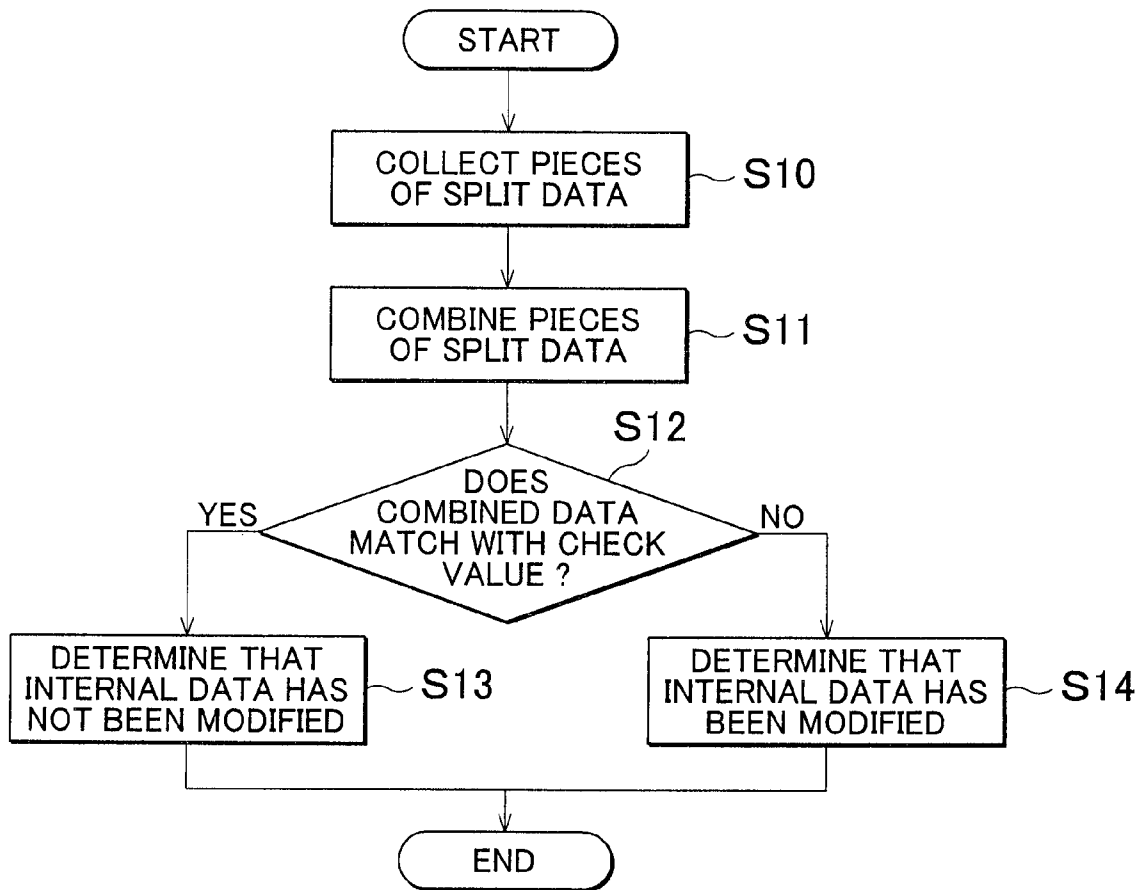 START
COLLECT PIECES
OF SPLIT DATA
S10
COMBINE PIECES
OF SPLIT DATA
S11
S12
DOES
COMBINED DATA
MATCH WITH CHECK
VALUE ?
YES
NO
DETERMINE THAT
INTERNAL DATA HAS
NOT BEEN MODIFIED
S13
DETERMINE THAT
INTERNAL DATA HAS
BEEN MODIFIED
S14
END